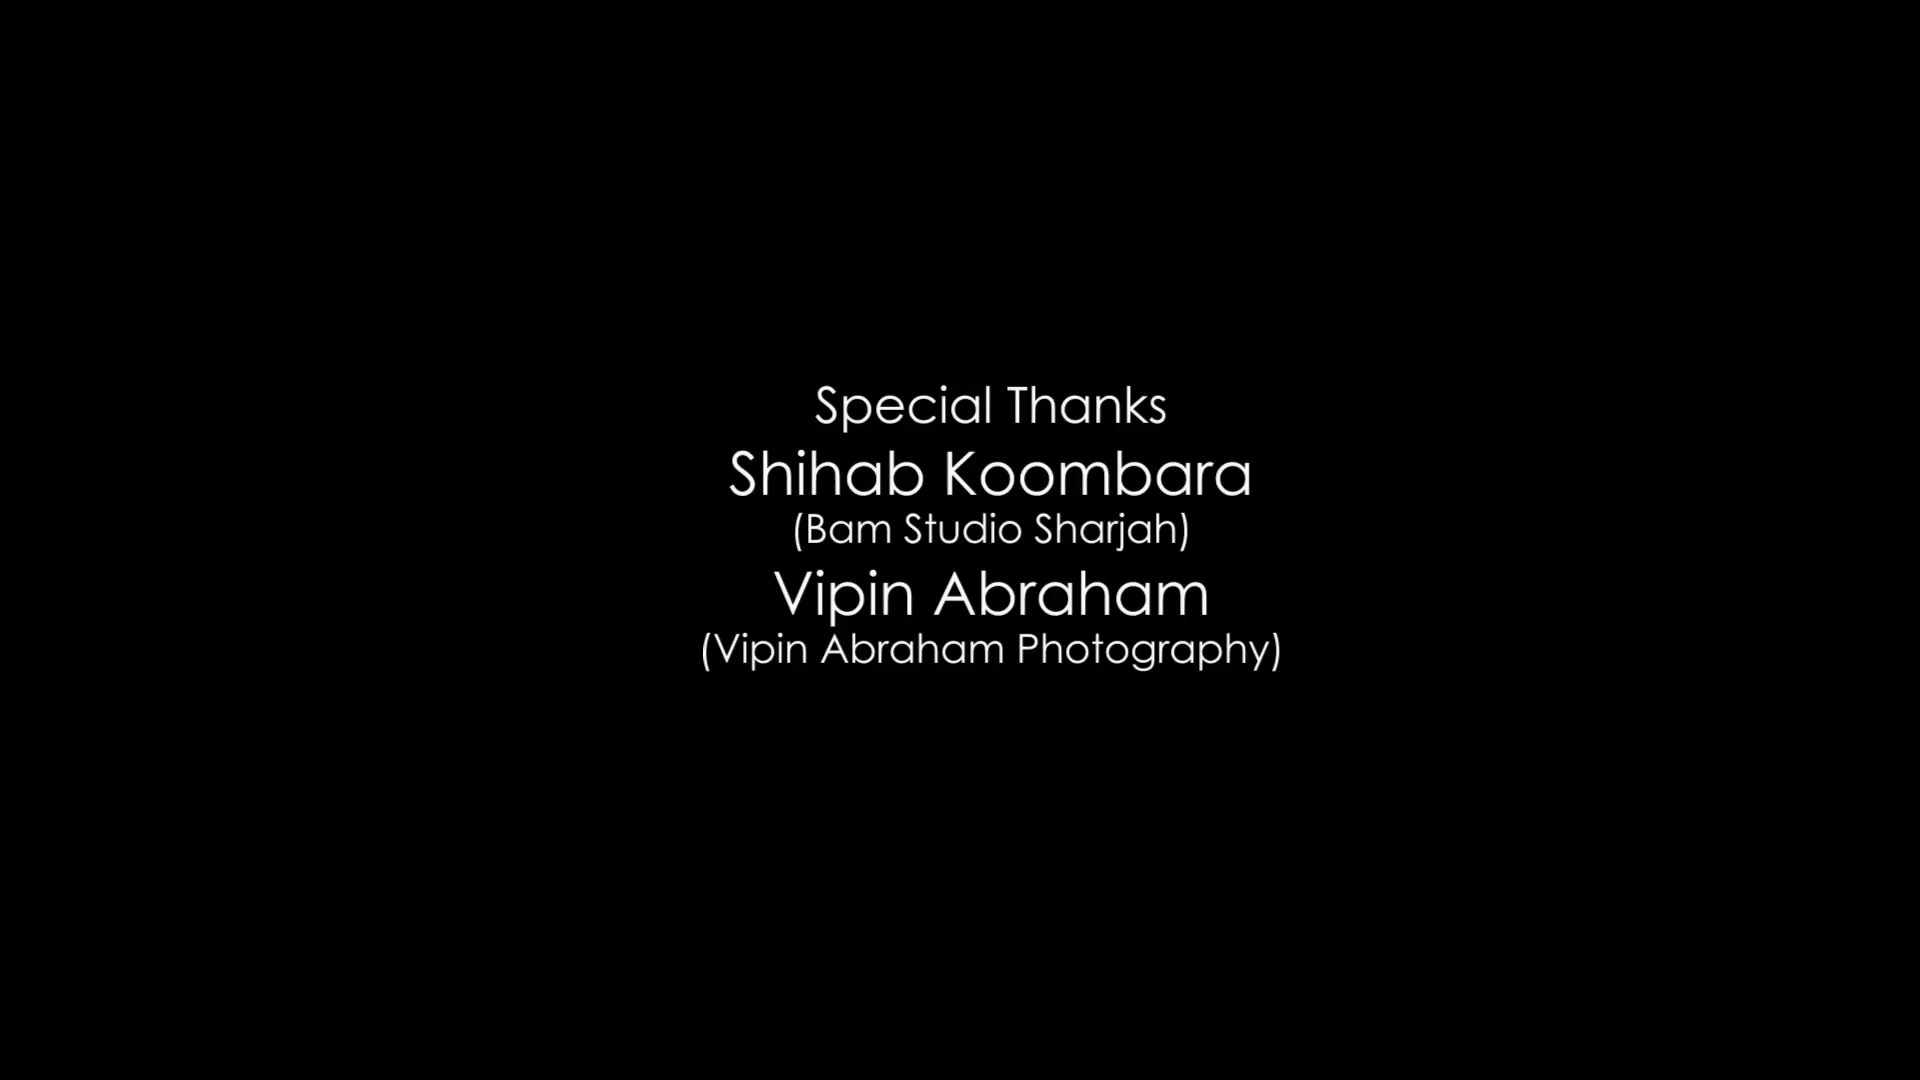 Special Thanks
Shihab Koombara
(Bam Studio Sharjah)
Vipin Abraham
(Vipin Abraham Photography)